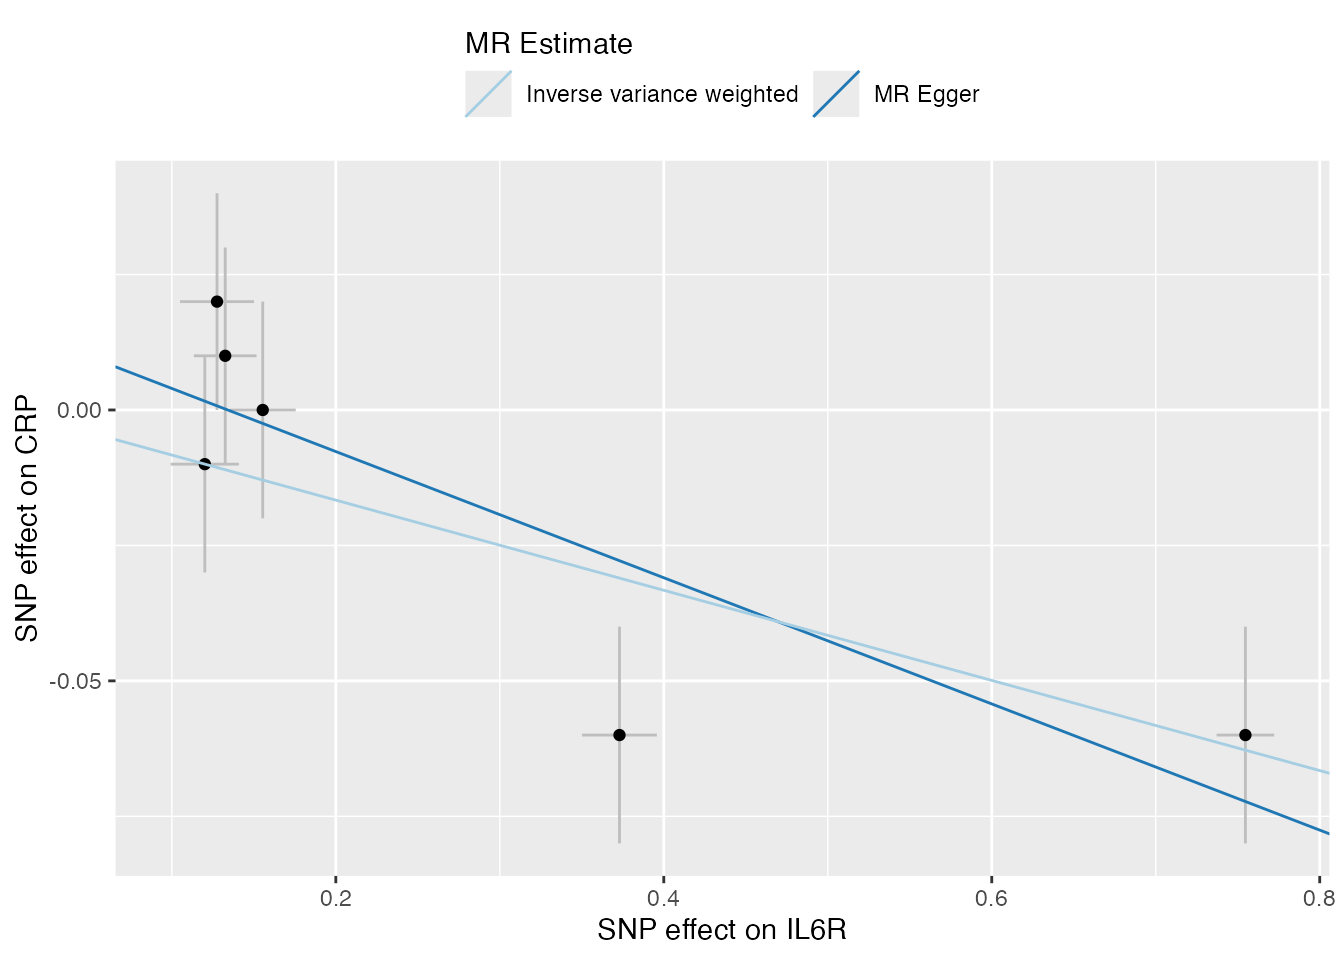 MR Estimate
Inverse variance weighted MR Egger
SNP effect on CRP
0.00
-0.05
0.2 0.4 0.6 0.8
SNP effect on IL6R